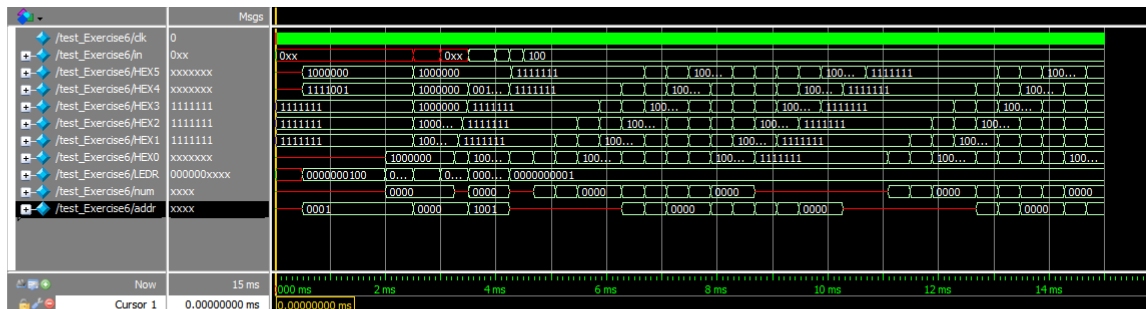 Msgs
/test_Exercise6/clk 0
/test_Exercise6/in 0xx 0xx 0xx 100
/test_Exercise6/HEX5 xxxxxxx 1000000 1000000 1111111 100... 100... 1111111 100...
/test_Exercise6/HEX4 xxxxxxx 1111001 1000000 001... 1111111 100... 100... 1111111 100...
/test_Exercise6/HEX3 1111111 1111111 1000000 1111111 100... 100... 1111111 100...
/test_Exercise6/HEX2 1111111 1111111 1000... 1111111 100... 100... 1111111 100...
/test_Exercise6/HEX1 1111111 1111111 100... 1111111 100... 100... 1111111 100...
/test_Exercise6/HEX0 xxxxxxx 1000000 100... 100... 100... 1111111 100... 100...
/test_Exercise6/LEDR 000000xxxx 0000000100 0... 0... 000... 0000000001
/test_Exercise6/num xxxx 0000 0000 0000 0000 0000 0000
/test_Exercise6/addr xxxx 0001 0000 1001 0000 0000 0000
Now 15 ms 000 ms 2 ms 4 ms 6 ms 8 ms 10 ms 12 ms 14 ms
Cursor 1 0.00000000 ms 0.00000000 ms